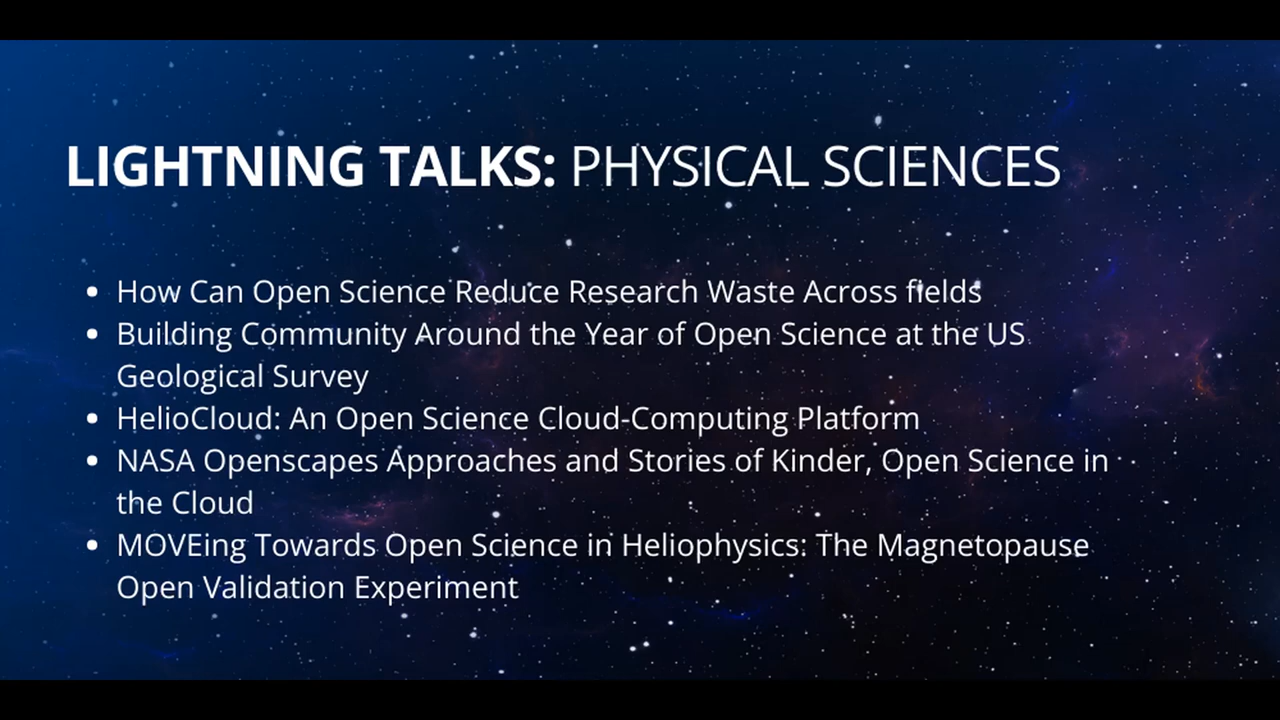 LIGHTNING TALKS: PHYSICAL SCIENCES
• How Can Open Science Reduce Research Waste Across fields
• Building Community Around the Year of Open Science at the US
Geological Survey
• HelioCloud: An Open Science Cloud-Computing Platform
• NASA Openscapes Approaches and Stories of Kinder, Open Science in
the Cloud
• MOVEing Towards Open Science in Heliophysics: The Magnetopause
Open Validation Experiment